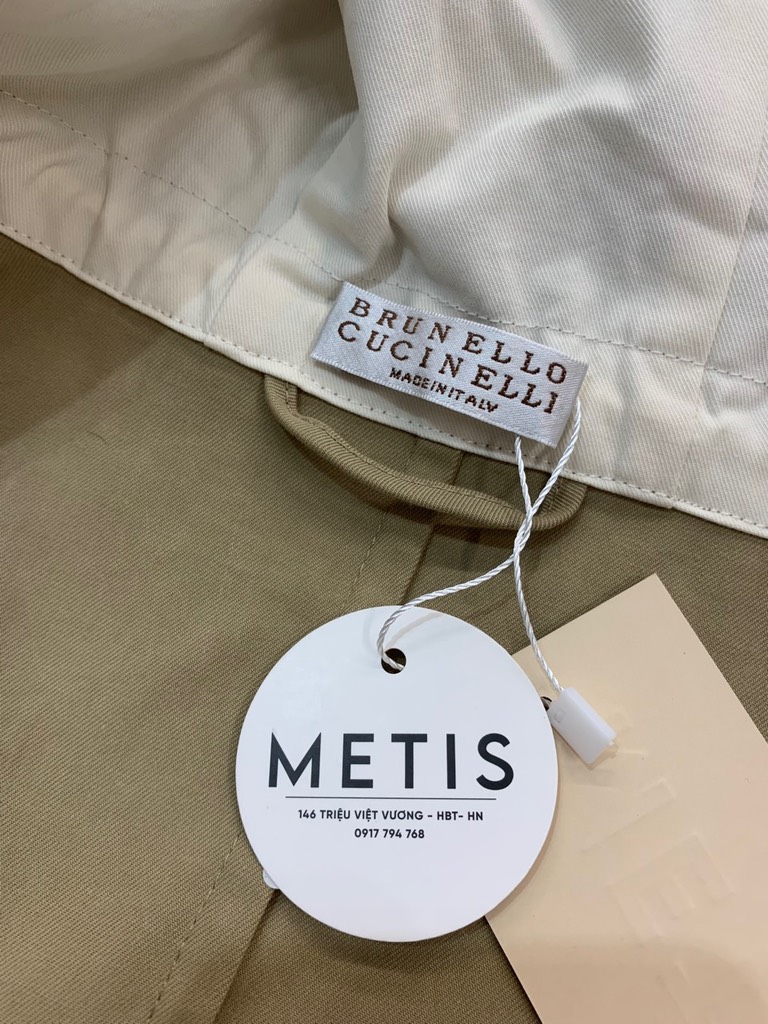 BRUNELLO
CUCINELLI
MADE IN ITALY
METIS
146 TRIỆU VIỆT VƯƠNG - HBT- HN
0917 794 768